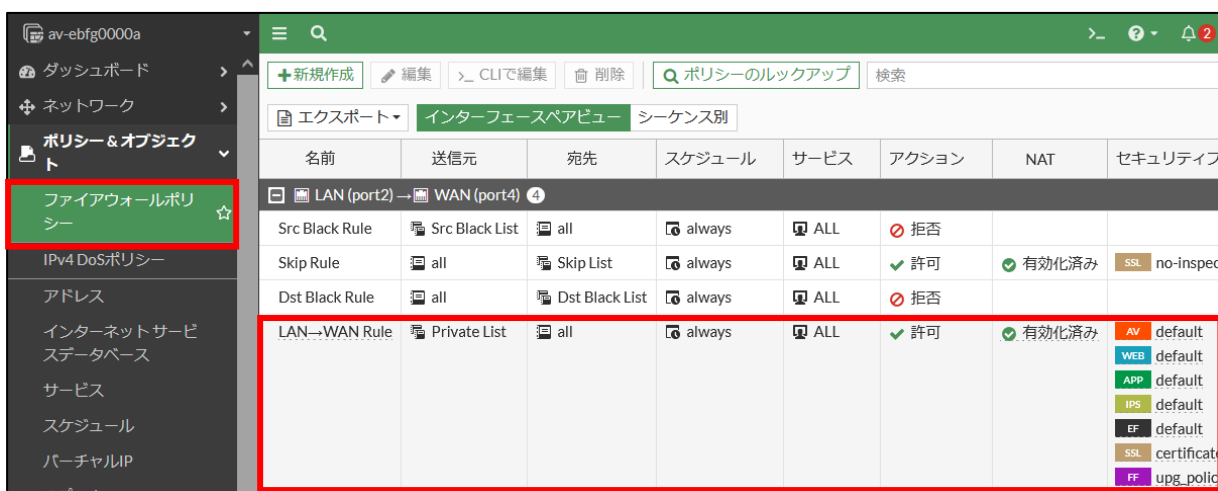 av-ebfg0000a
2
ダッシュボード
ネットワーク
ポリシー&オブジェク
ト
ファイアウォールポリ
シー
IPv4 DoSポリシー
アドレス
インターネットサービ
スデータベース
サービス
スケジュール
バーチャルIP
+新規作成 編集 >_ CLIで編集 削除 ポリシーのルックアップ 検索
エクスポート インターフェースペアビュー シーケンス別
名前 送信元 宛先 スケジュール サービス アクション NAT セキュリティフ
LAN (port2) → WAN (port4) 4
Src Black Rule Src Black List all always ALL 拒否
Skip Rule all Skip List always ALL 許可 有効化済み SSL no-inspec
Dst Black Rule all Dst Black List always ALL 拒否
LAN→WAN Rule Private List all always ALL 許可 有効化済み AV default
WEB default
APP default
IPS default
EF default
SSL certificate
FF upg_polic